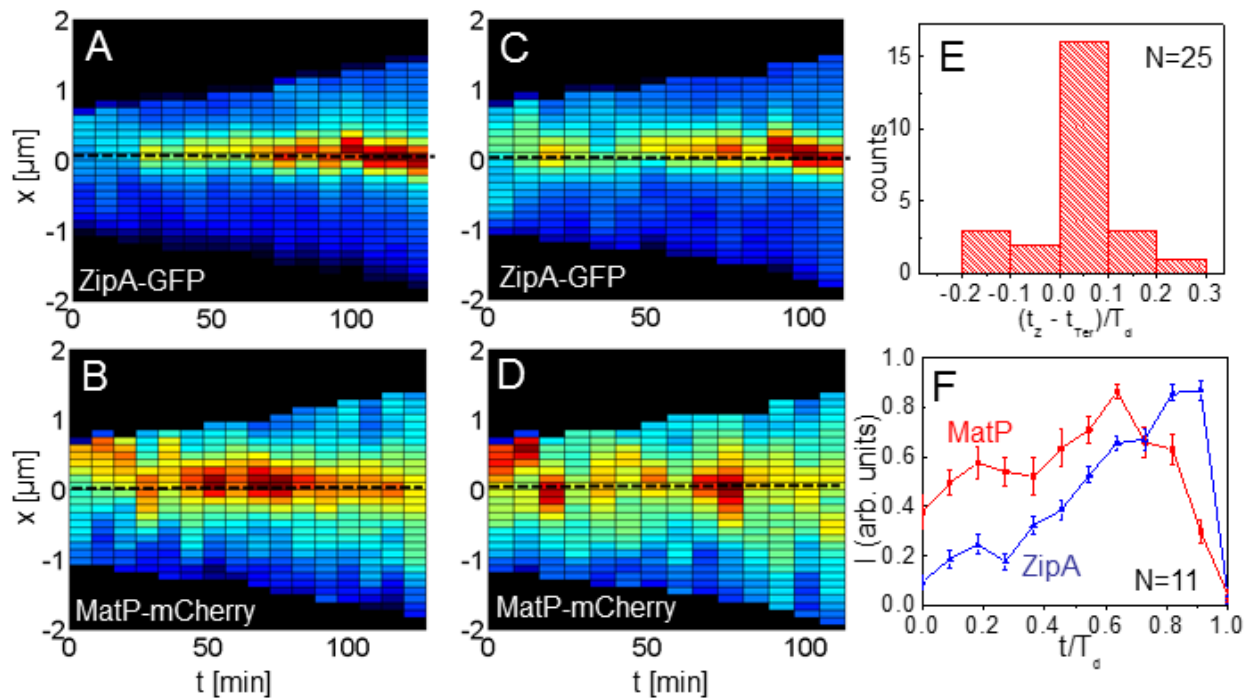 A
ZipA-GFP
x [μm]
2
1
0
-1
-2
0
50
100
C
ZipA-GFP
2
1
0
-1
-2
0
50
100
E
N=25
counts
15
10
5
0
-0.2
-0.1
0.0
0.1
0.2
0.3
(t_z - t_Ter)/T_d
B
MatP-mCherry
x [μm]
2
1
0
-1
-2
0
50
100
t [min]
D
MatP-mCherry
2
1
0
-1
-2
0
50
100
t [min]
F
MatP
ZipA
N=11
I (arb. units)
1.0
0.8
0.6
0.4
0.2
0.0
0.0
0.2
0.4
0.6
0.8
1.0
t/T_d